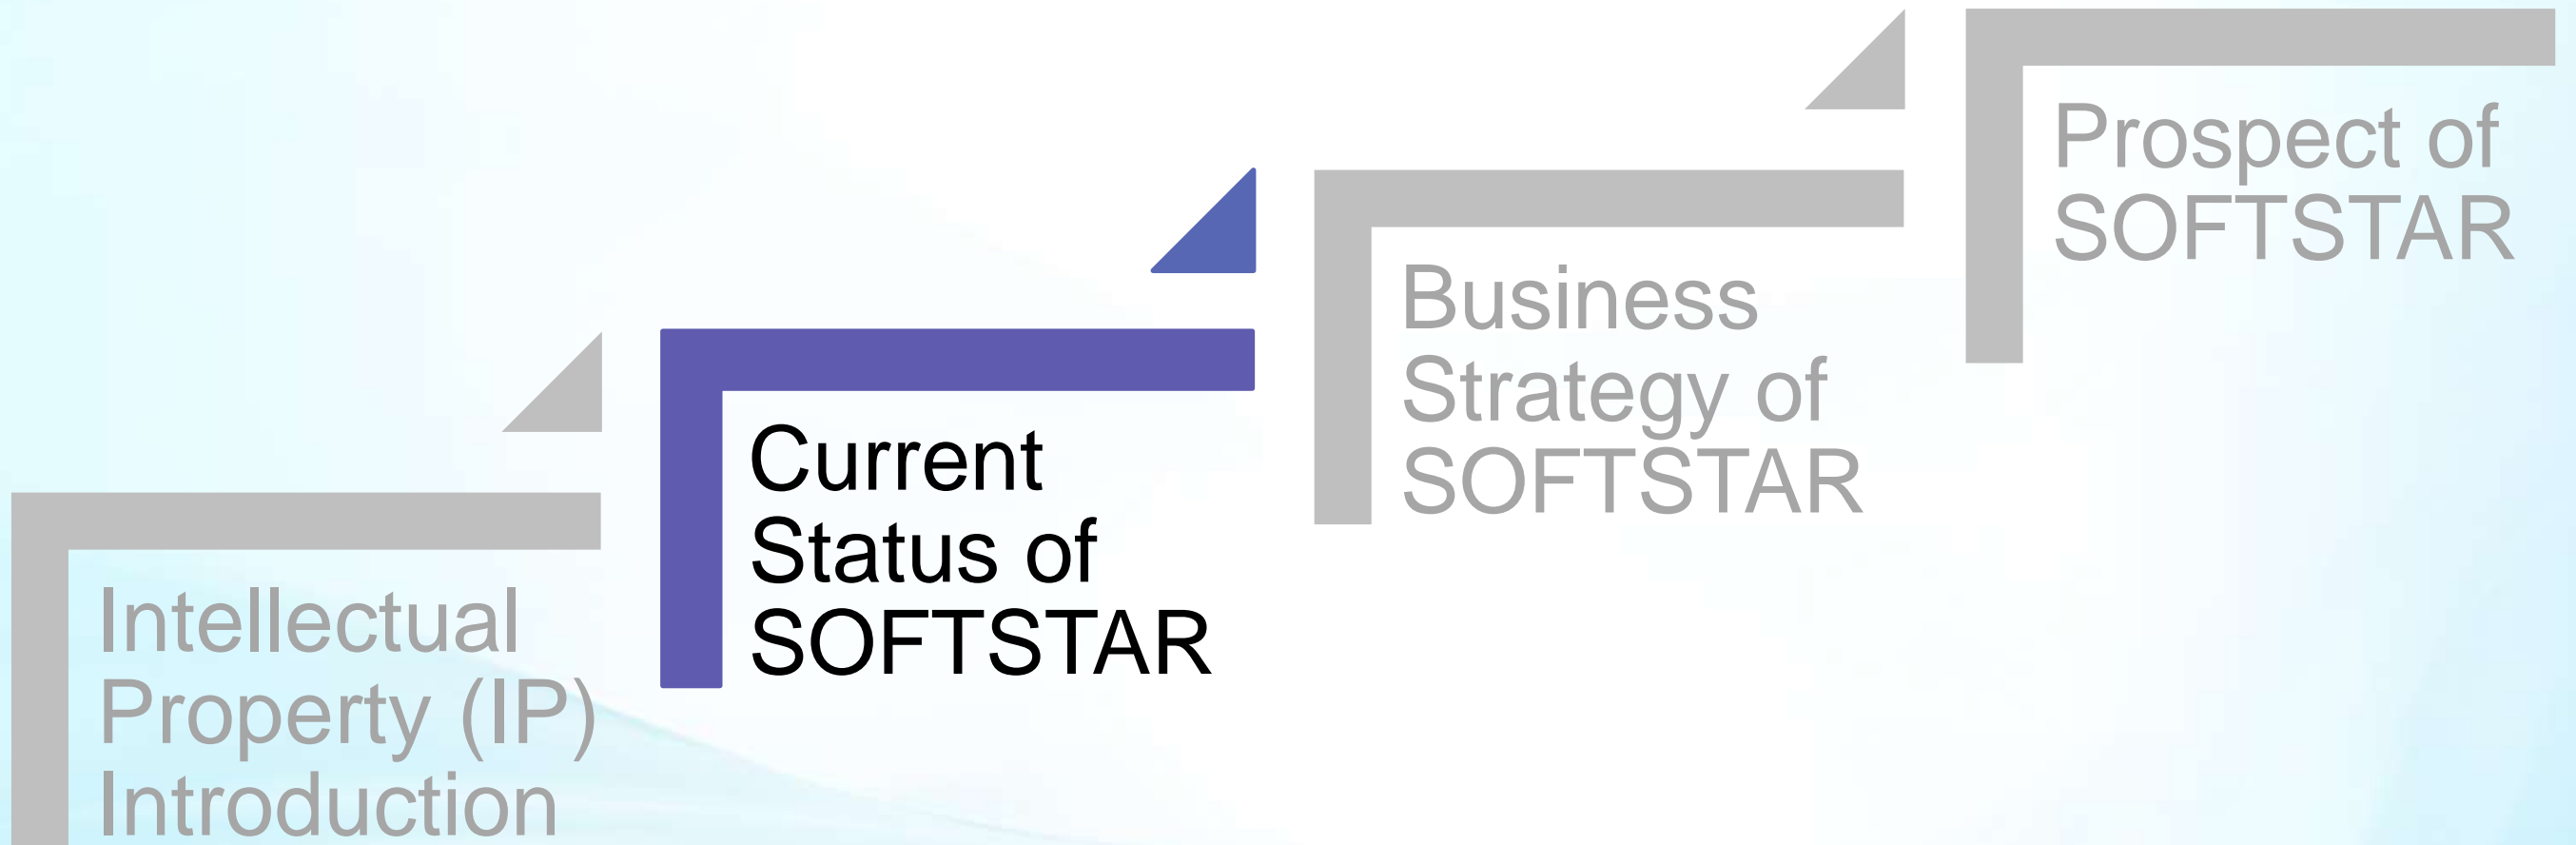 Intellectual
Property (IP)
Introduction
Current
Status of
SOFTSTAR
Business
Strategy of
SOFTSTAR
Prospect of
SOFTSTAR